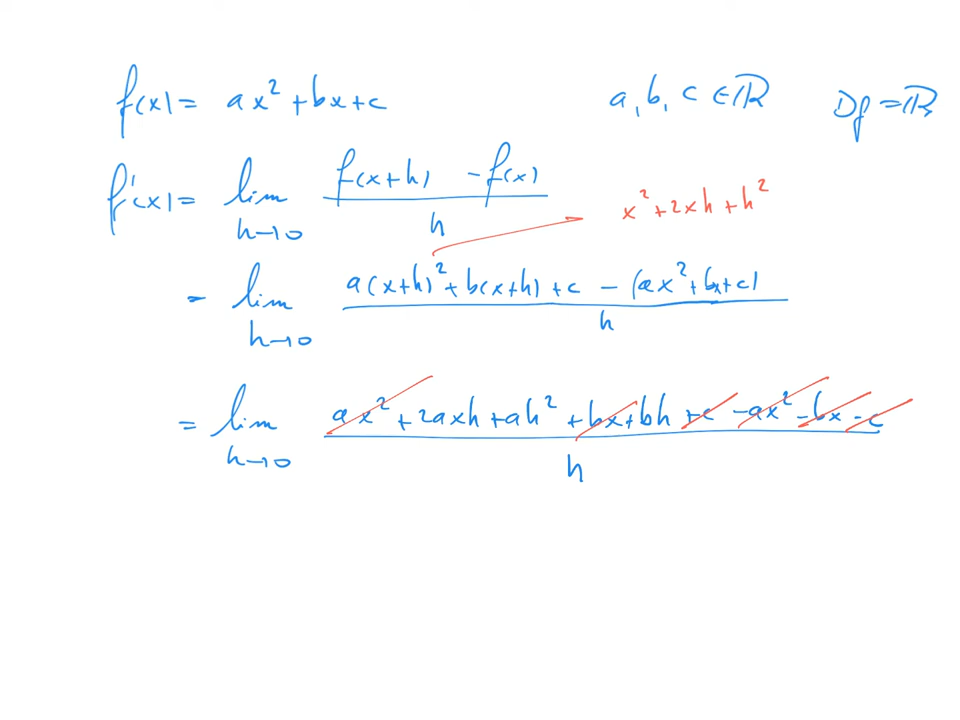 f(x) = ax² + bx + c     a, b, c ∈ ℝ     Df = ℝ
f'(x) = lim h→0 (f(x+h) - f(x)) / h     x² + 2xh + h²
= lim h→0 (a(x+h)² + b(x+h) + c - (ax² + bx + c)) / h
= lim h→0 (ax² + 2axh + ah² + bx + bh + c - ax² - bx - c) / h